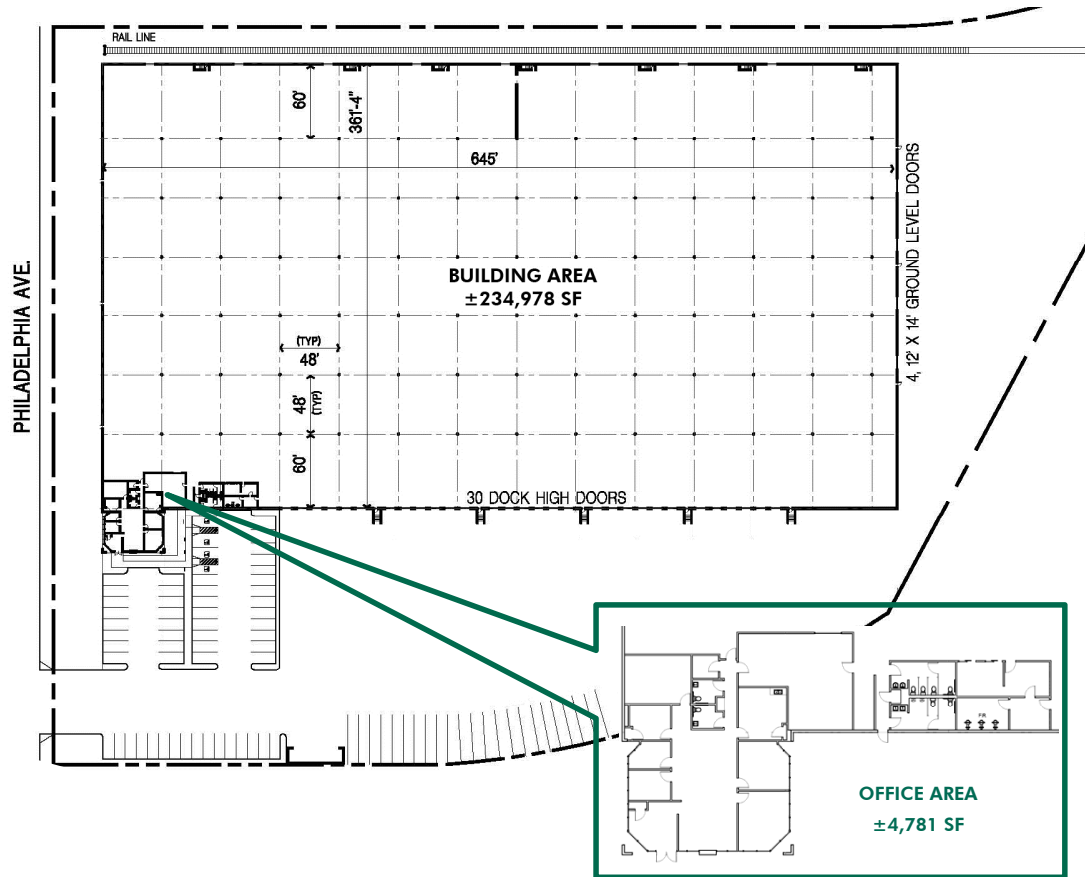 RAIL LINE
60'
361'-4"
645'
PHILADELPHIA AVE.
4, 12' X 14' GROUND LEVEL DOORS
BUILDING AREA
±234,978 SF
(TYP)
48'
48'
(TYP)
60'
30 DOCK HIGH DOORS
OFFICE AREA
±4,781 SF